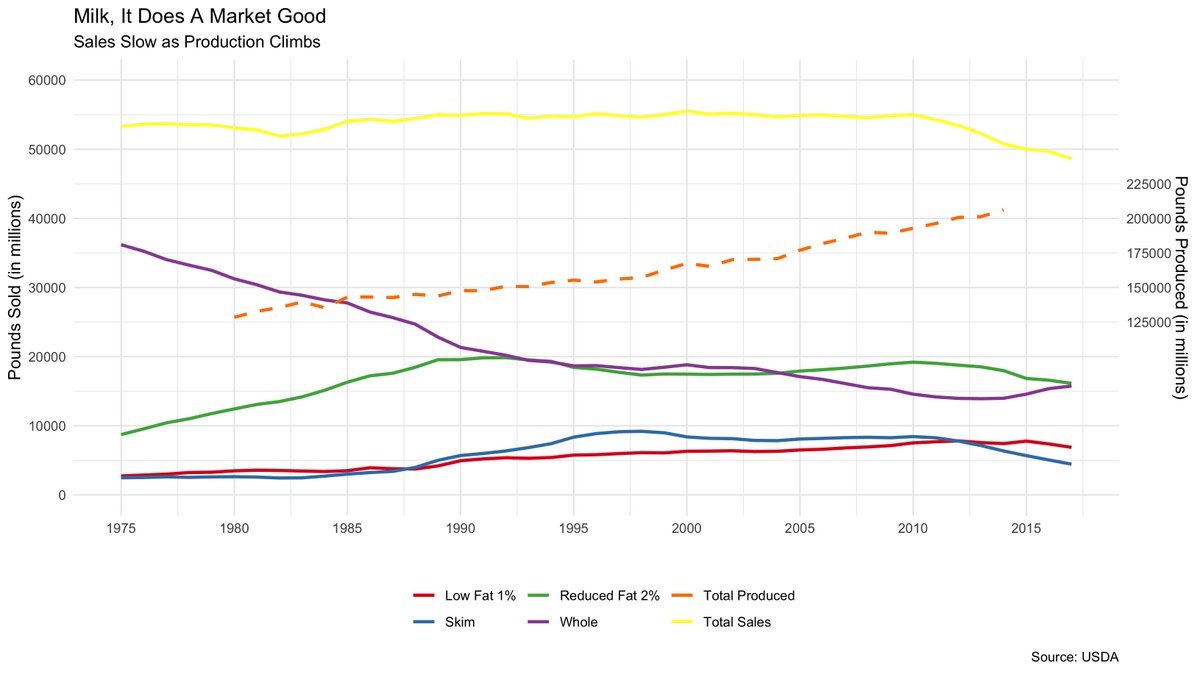 Milk, It Does A Market Good
Sales Slow as Production Climbs
Pounds Sold (in millions)
60000
50000
40000
30000
20000
10000
0
225000
200000
175000
150000
125000
Pounds Produced (in millions)
1975 1980 1985 1990 1995 2000 2005 2010 2015
Low Fat 1% Reduced Fat 2% Total Produced
Skim Whole Total Sales
Source: USDA